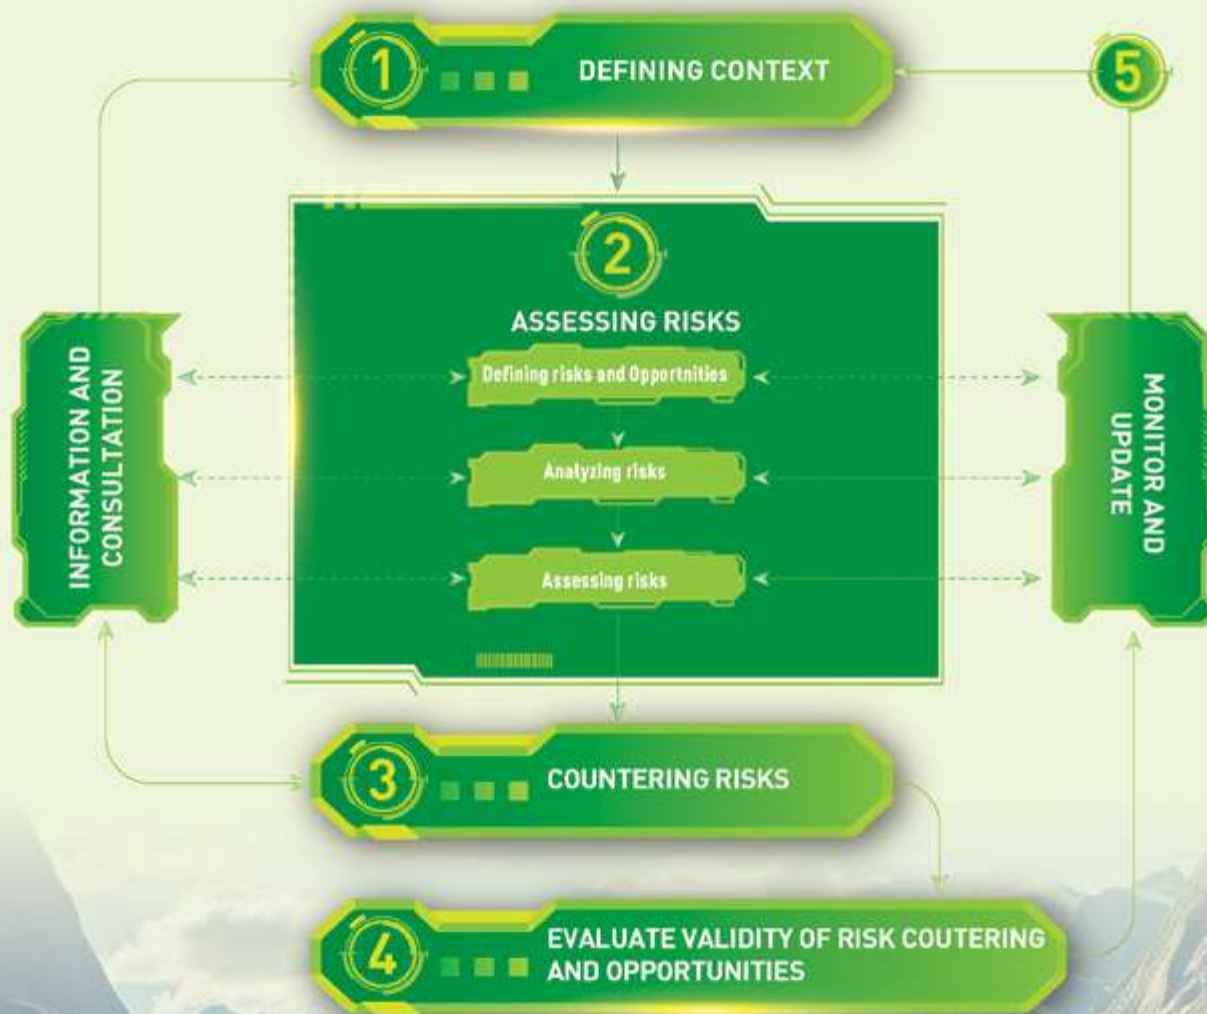 1
DEFINING CONTEXT
5
2
ASSESSING RISKS
Defining risks and Opportnities
Analyzing risks
Assessing risks
INFORMATION AND
CONSULTATION
MONITOR AND
UPDATE
3
COUNTERING RISKS
4
EVALUATE VALIDITY OF RISK COUTERING
AND OPPORTUNITIES